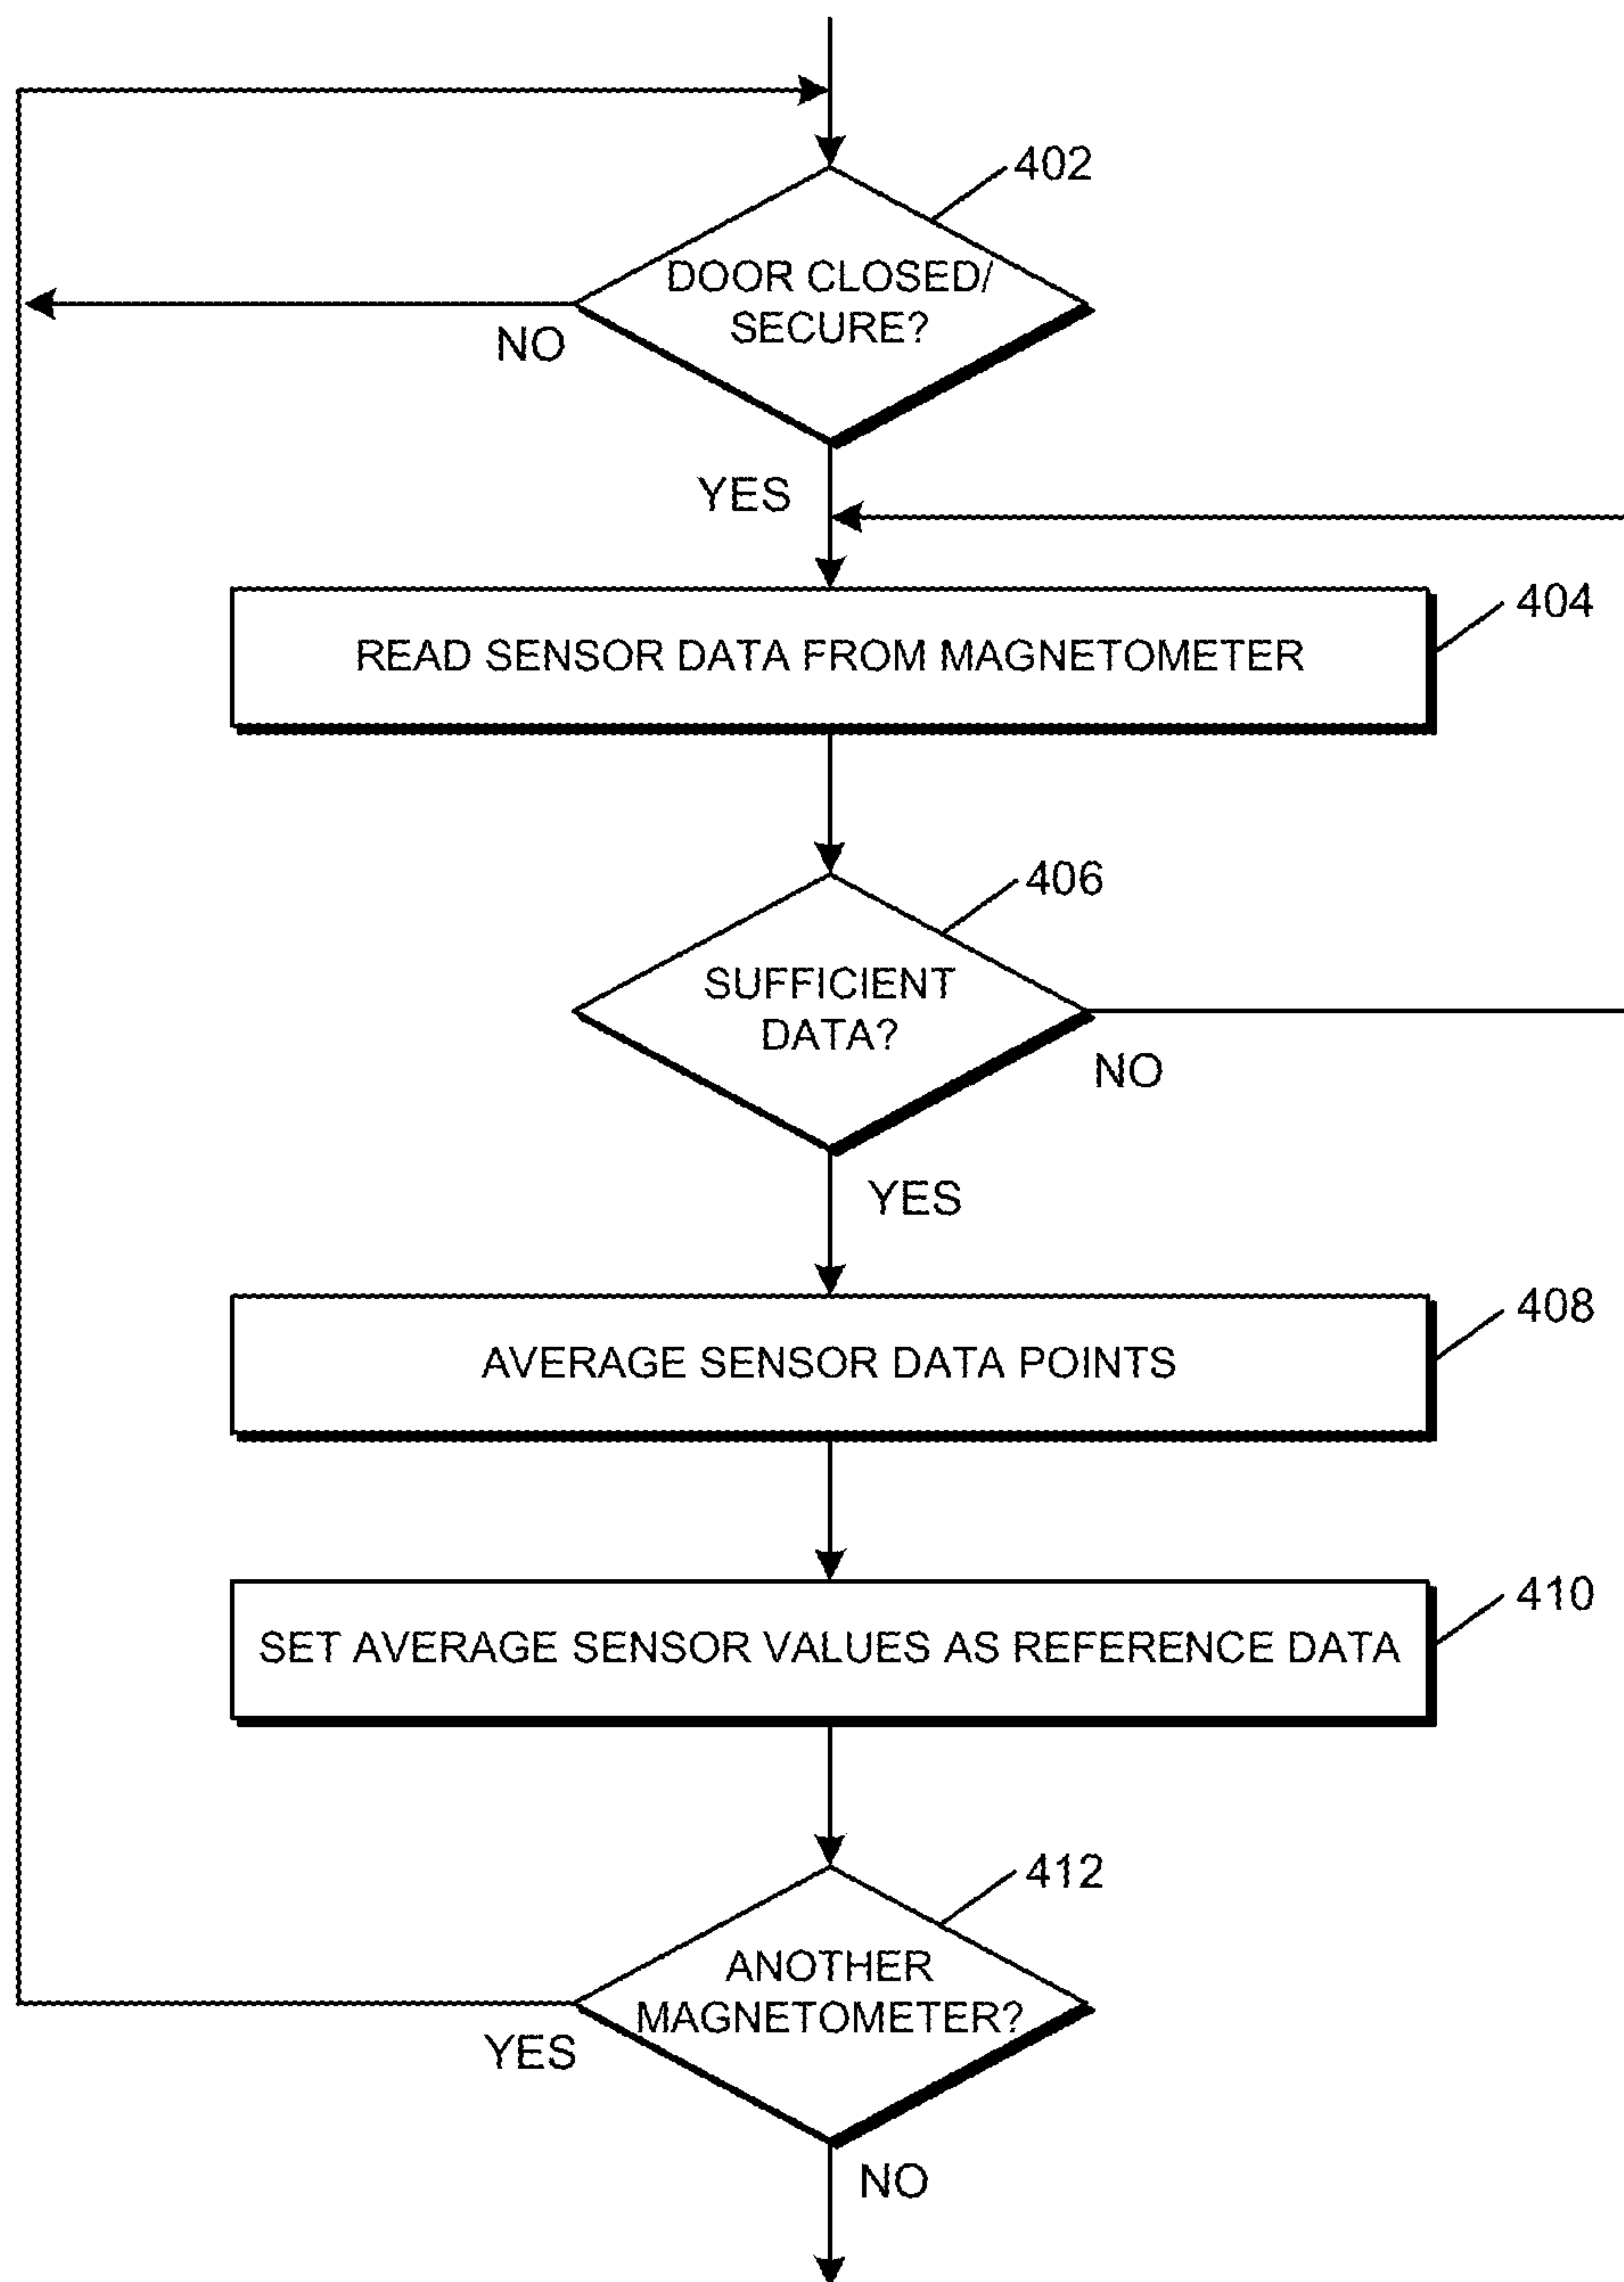 402
DOOR CLOSED/
SECURE?
NO
YES
404
READ SENSOR DATA FROM MAGNETOMETER
406
SUFFICIENT
DATA?
NO
YES
408
AVERAGE SENSOR DATA POINTS
410
SET AVERAGE SENSOR VALUES AS REFERENCE DATA
412
ANOTHER
MAGNETOMETER?
YES
NO